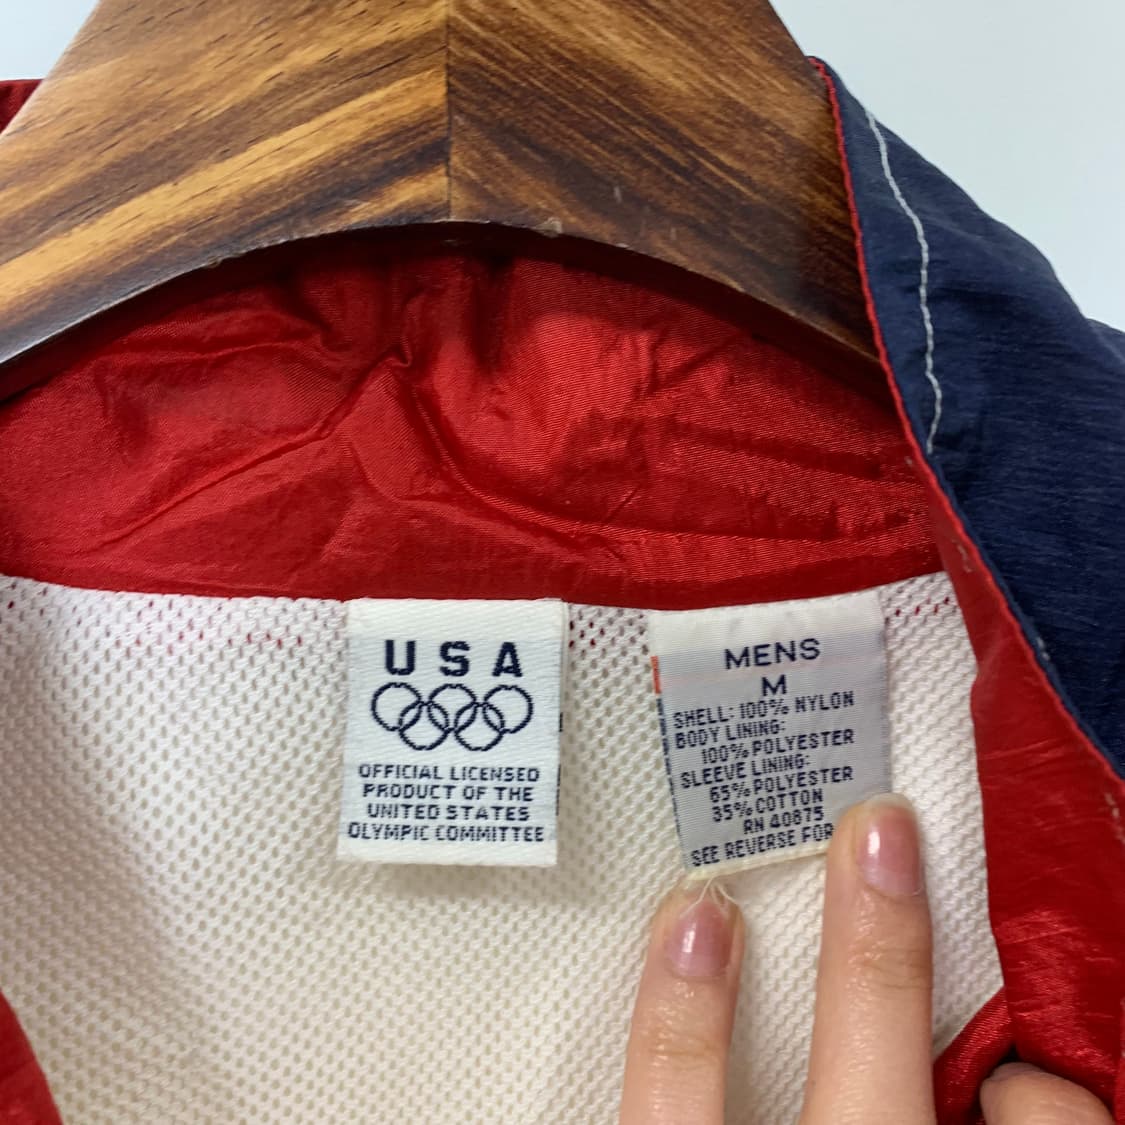 USA
OFFICIAL LICENSED
PRODUCT OF THE
UNITED STATES
OLYMPIC COMMITTEE
MENS
M
SHELL: 100% NYLON
BODY LINING:
100% POLYESTER
SLEEVE LINING:
65% POLYESTER
35% COTTON
RN 40875
SEE REVERSE FOR